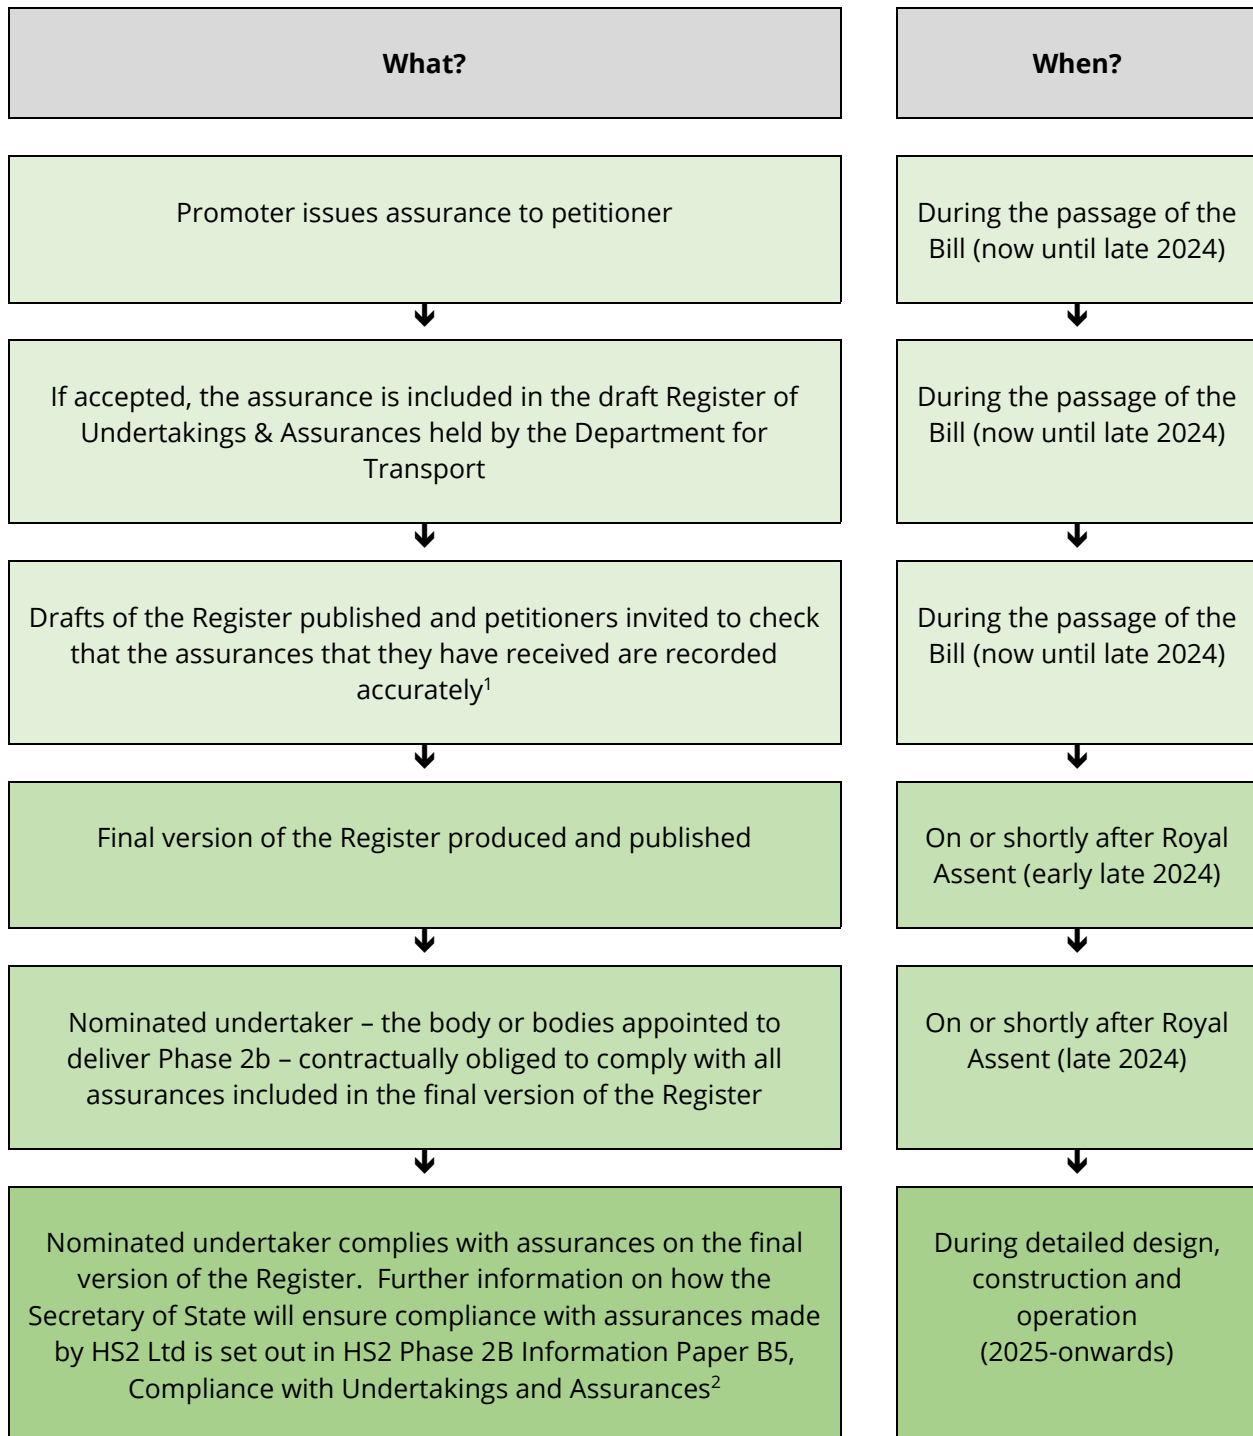 What?
When?
Promoter issues assurance to petitioner
During the passage of the
Bill (now until late 2024)
If accepted, the assurance is included in the draft Register of
Undertakings & Assurances held by the Department for
Transport
During the passage of the
Bill (now until late 2024)
Drafts of the Register published and petitioners invited to check
that the assurances that they have received are recorded
accurately1
During the passage of the
Bill (now until late 2024)
Final version of the Register produced and published
On or shortly after Royal
Assent (early late 2024)
Nominated undertaker – the body or bodies appointed to
deliver Phase 2b – contractually obliged to comply with all
assurances included in the final version of the Register
On or shortly after Royal
Assent (late 2024)
Nominated undertaker complies with assurances on the final
version of the Register.  Further information on how the
Secretary of State will ensure compliance with assurances made
by HS2 Ltd is set out in HS2 Phase 2B Information Paper B5,
Compliance with Undertakings and Assurances2
During detailed design,
construction and
operation
(2025-onwards)